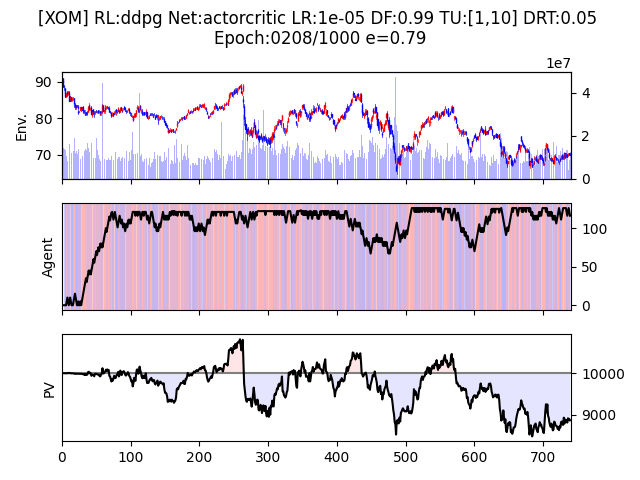 [XOM] RL:ddpg Net:actorcritic LR:1e-05 DF:0.99 TU:[1,10] DRT:0.05
Epoch:0208/1000 e=0.79
1e7
90
80
70
Env.
4
2
0
Agent
100
50
0
PV
10000
9000
0 100 200 300 400 500 600 700